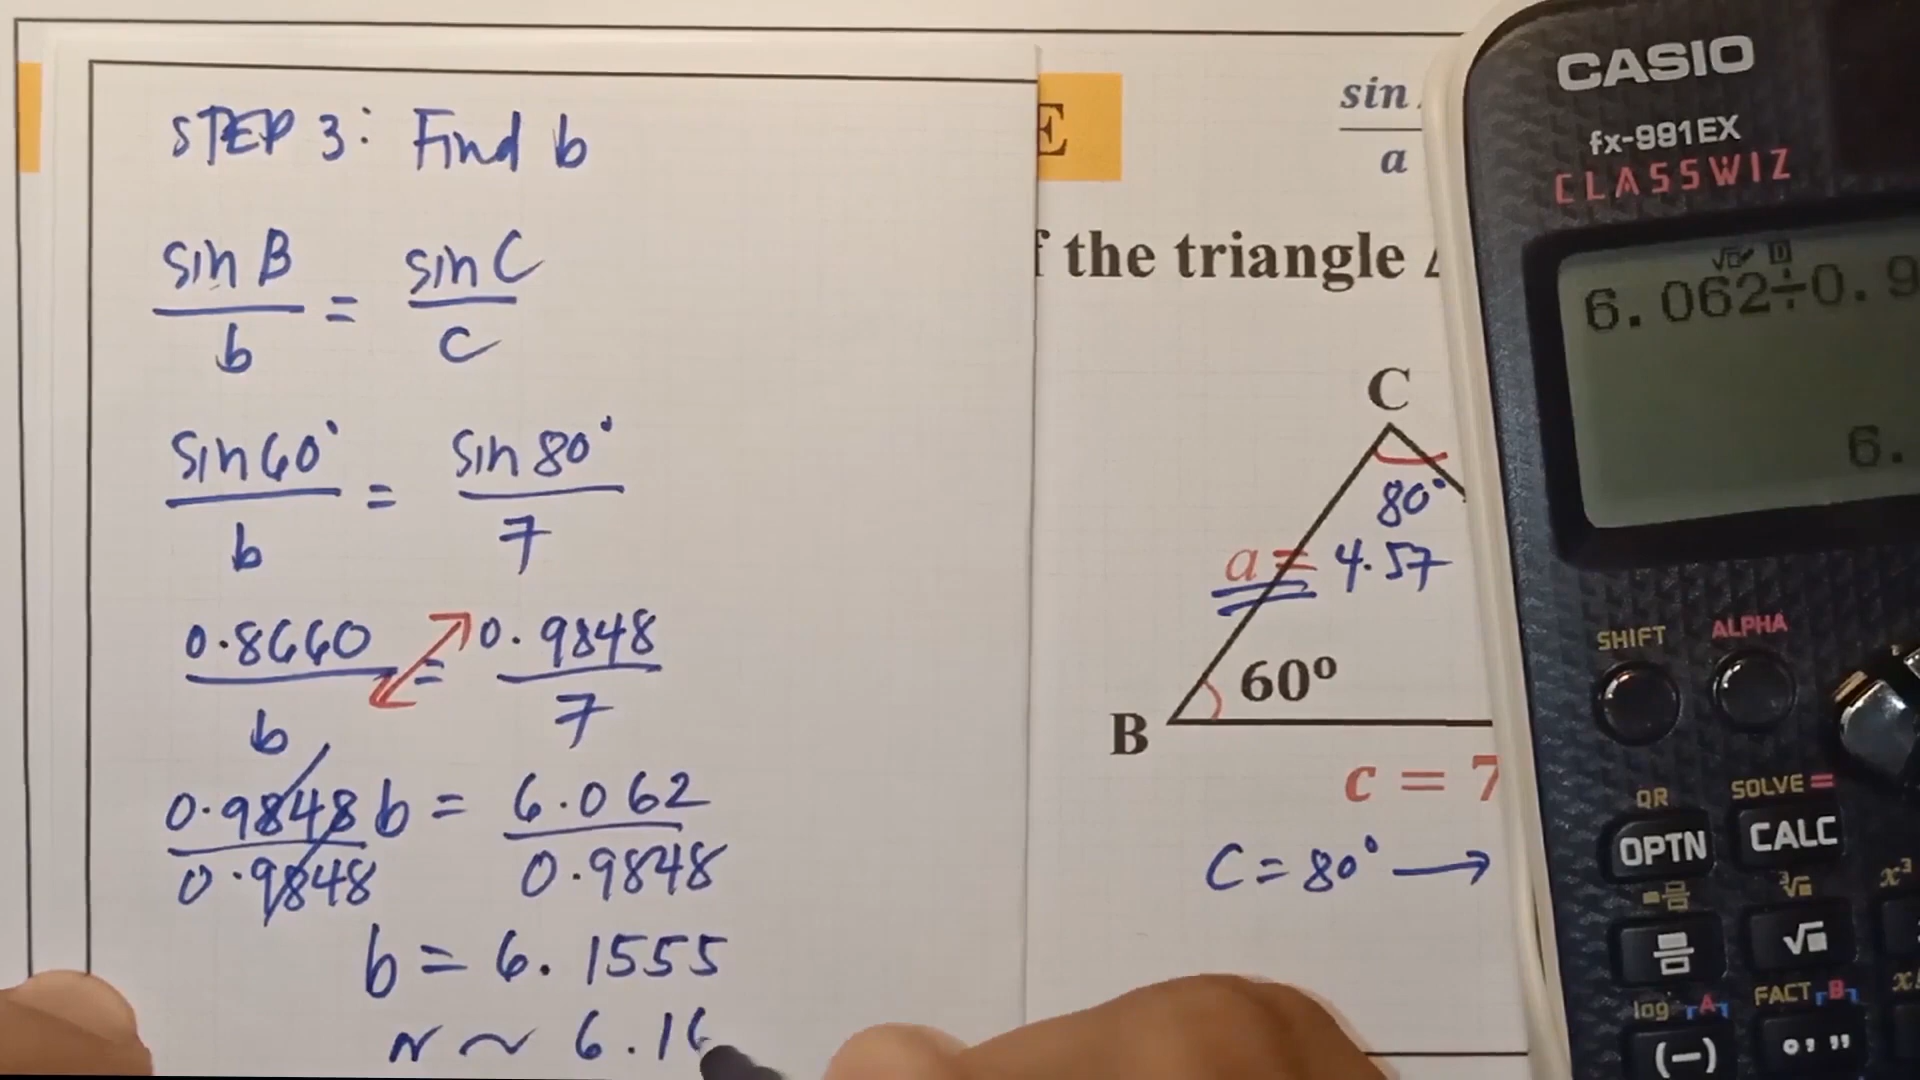 STEP 3: Find b
sin B / b = sin C / c
sin 60° / b = sin 80° / 7
0.8660 / b = 0.9848 / 7
0.9848 b / 0.9848 = 6.062 / 0.9848
b = 6.1555
~ ~ 6.16
E
sin
a
f the triangle
C
80°
a = 4.57
60°
B
c = 7
C = 80° →
CASIO
fx-991EX
CLASSWIZ
√ D
6.062÷0.9
6.
SHIFT
ALPHA
QR
SOLVE =
OPTN
CALC
x³
log
A
FACT
B
(−)
° ' ''